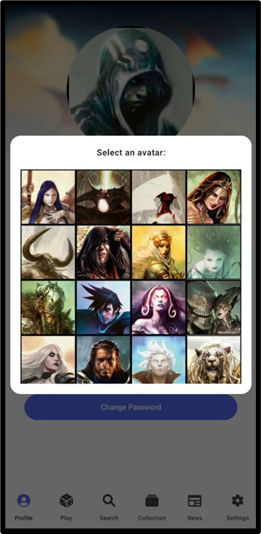 Select an avatar:
Change Password
Profile
Play
Search
Collection
News
Settings